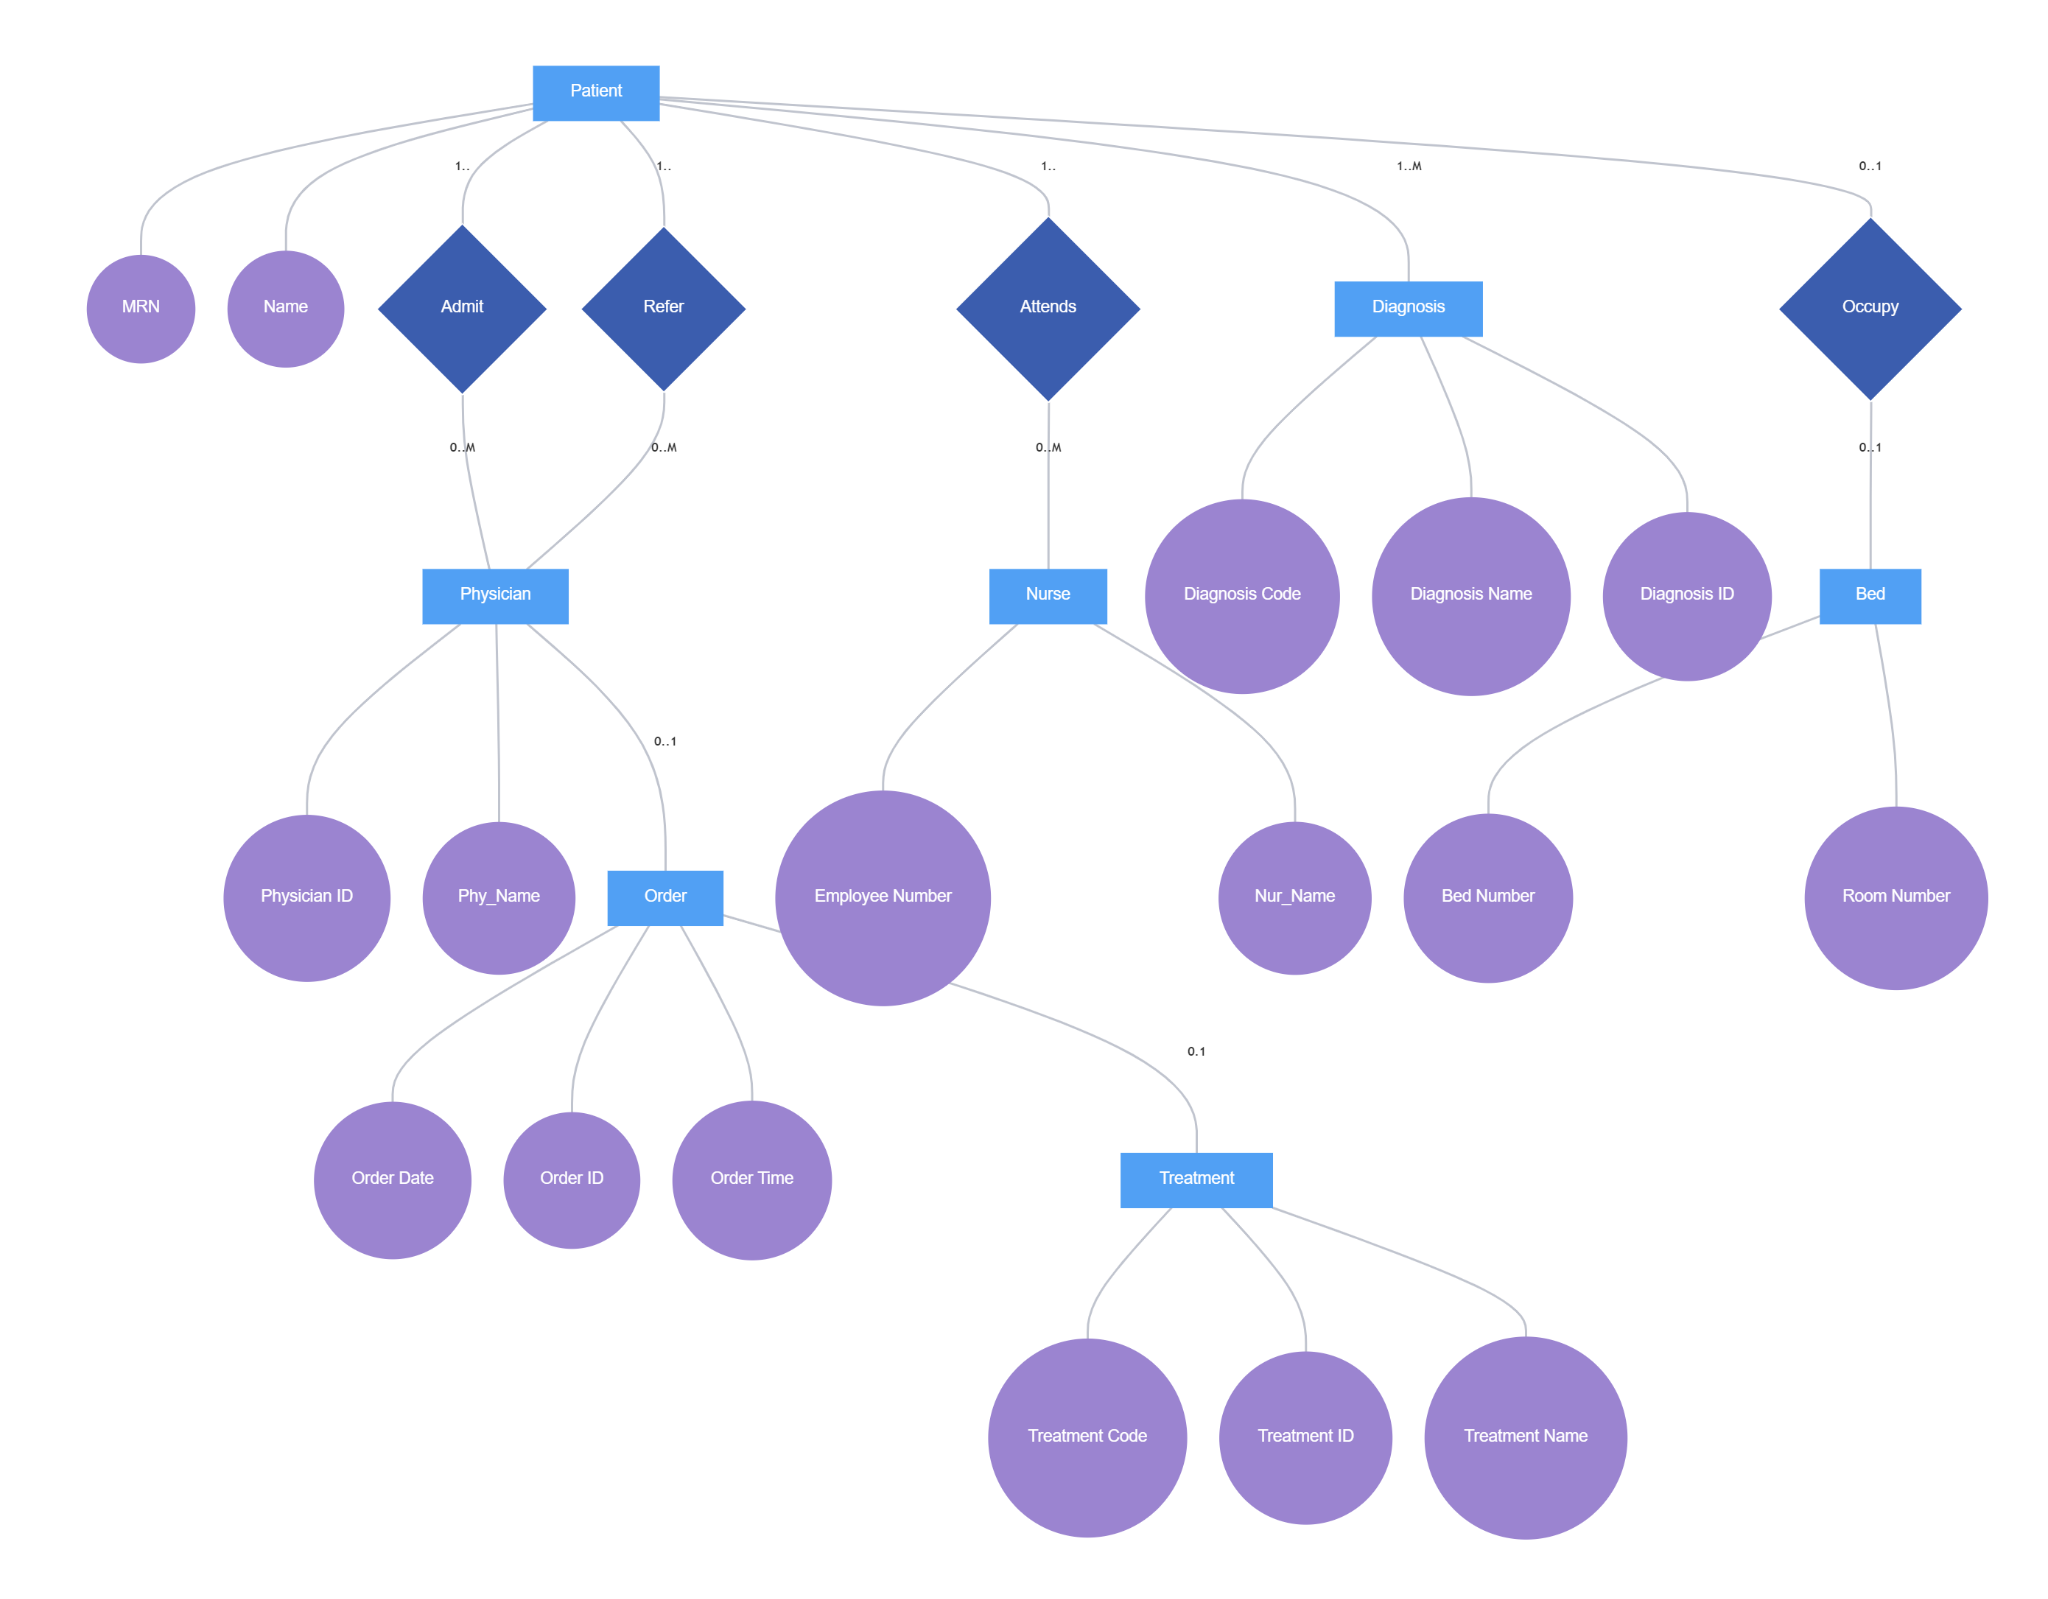 Patient
1..
1..
1..
1..M
0..1
MRN
Name
Admit
Refer
Attends
Diagnosis
Occupy
0..M
0..M
0..M
0..1
Physician
Nurse
Diagnosis Code
Diagnosis Name
Diagnosis ID
Bed
0..1
Physician ID
Phy_Name
Order
Employee Number
Nur_Name
Bed Number
Room Number
0.1
Order Date
Order ID
Order Time
Treatment
Treatment Code
Treatment ID
Treatment Name